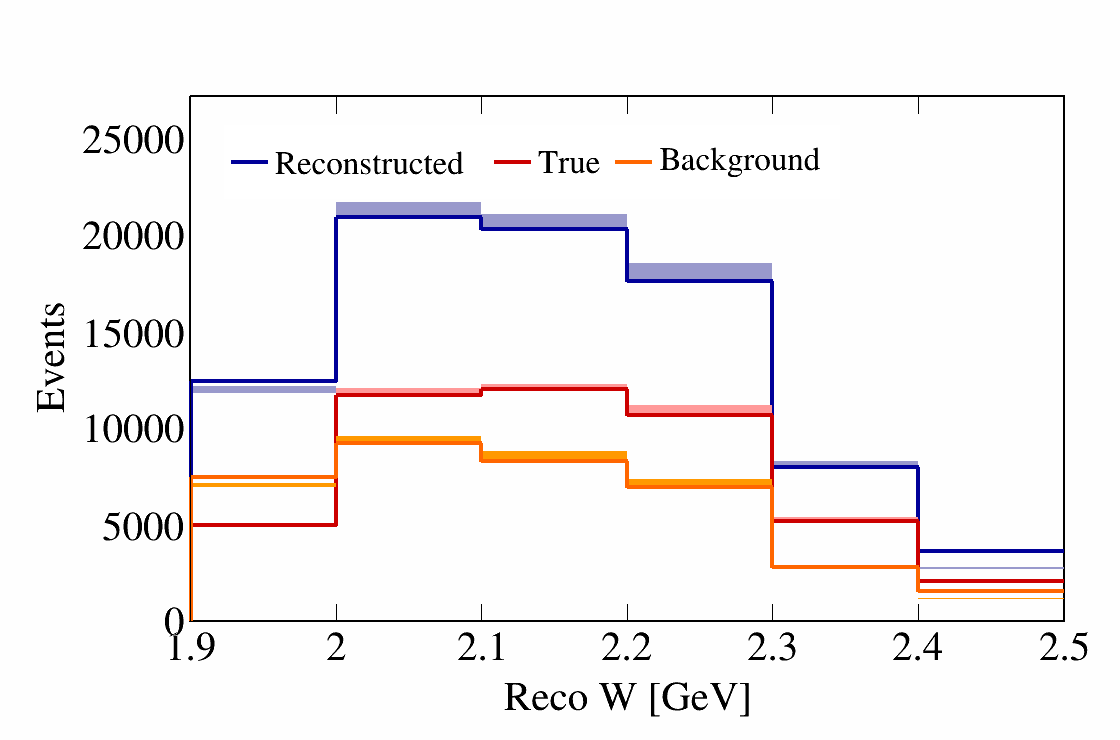 25000
Reconstructed True Background
20000
15000
Events
10000
5000
0
1.9 2 2.1 2.2 2.3 2.4 2.5
Reco W [GeV]